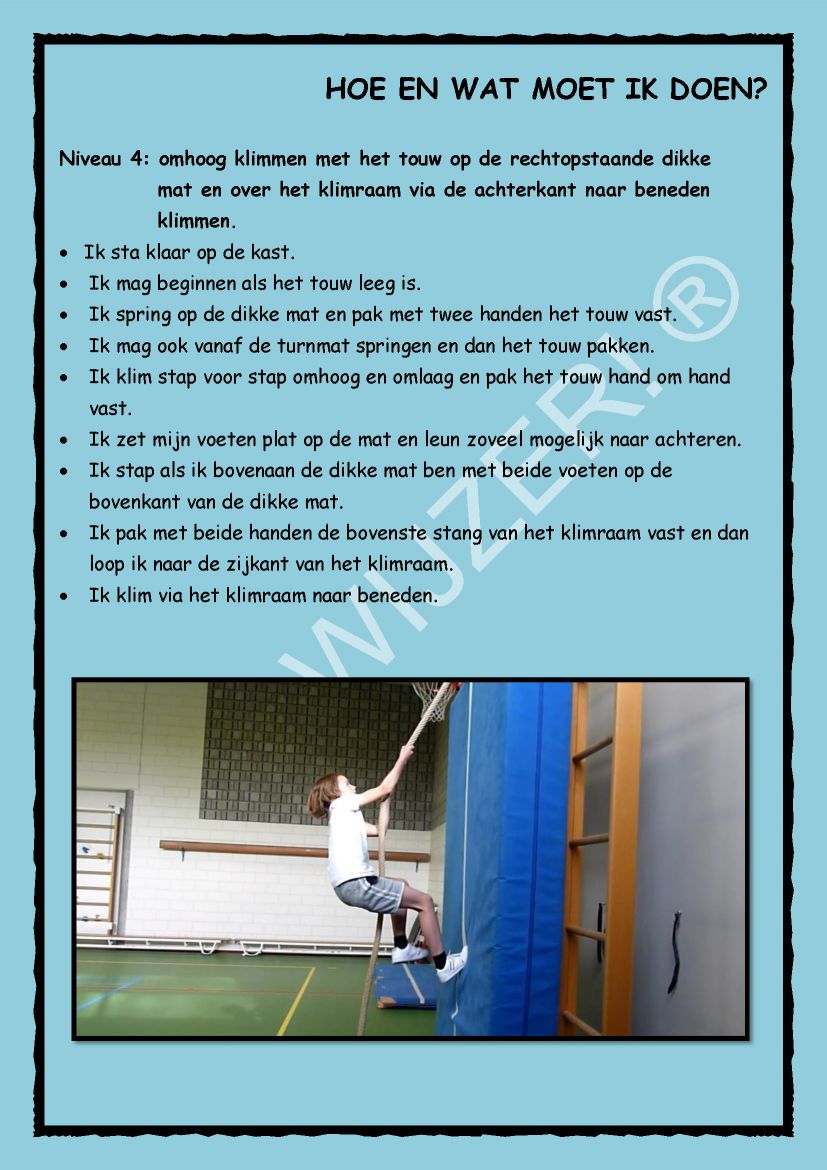 HOE EN WAT MOET IK DOEN?
Niveau 4: omhoog klimmen met het touw op de rechtopstaande dikke
mat en over het klimraam via de achterkant naar beneden
klimmen.
• Ik sta klaar op de kast.
• Ik mag beginnen als het touw leeg is.
• Ik spring op de dikke mat en pak met twee handen het touw vast.
• Ik mag ook vanaf de turnmat springen en dan het touw pakken.
• Ik klim stap voor stap omhoog en omlaag en pak het touw hand om hand
vast.
• Ik zet mijn voeten plat op de mat en leun zoveel mogelijk naar achteren.
• Ik stap als ik bovenaan de dikke mat ben met beide voeten op de
bovenkant van de dikke mat.
• Ik pak met beide handen de bovenste stang van het klimraam vast en dan
loop ik naar de zijkant van het klimraam.
• Ik klim via het klimraam naar beneden.
WIJZER! ®